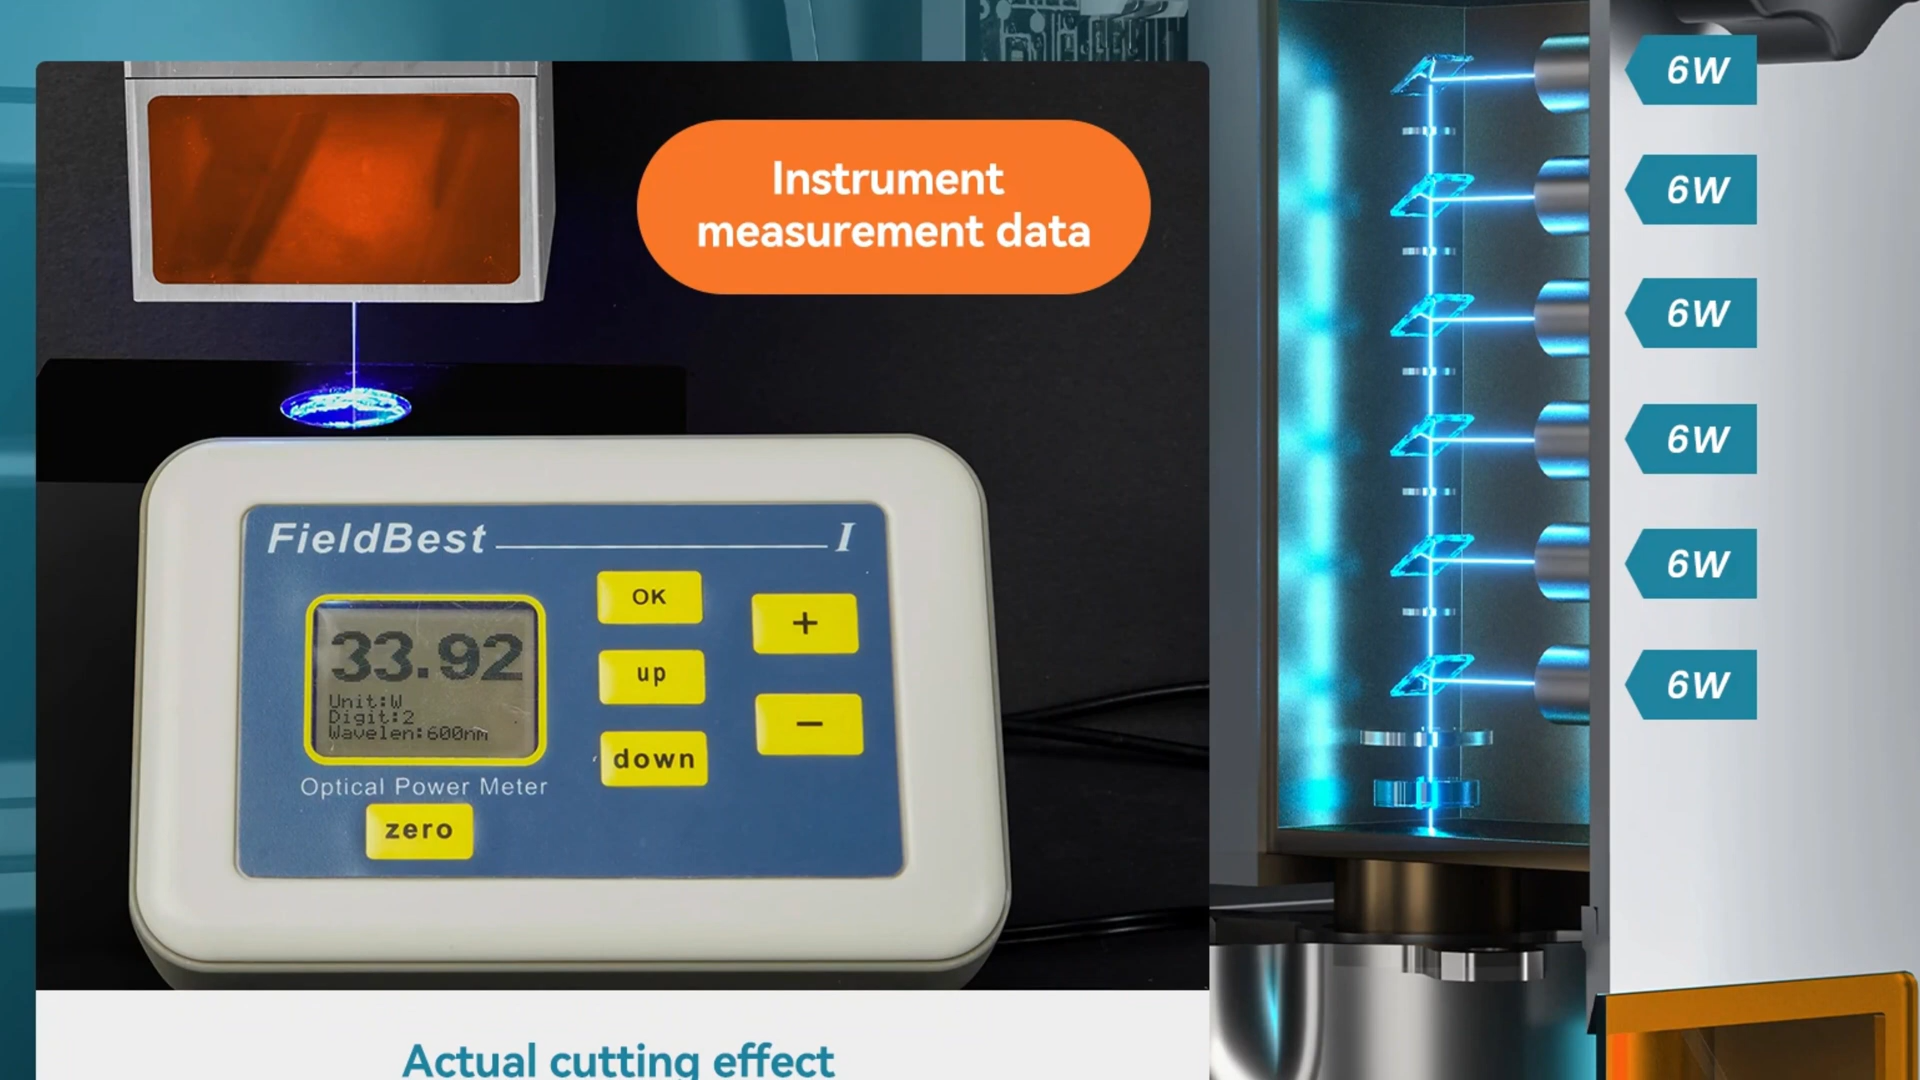 Instrument
measurement data
FieldBest I
33.92
Unit:W
Digit:2
Wavelen:600nm
Optical Power Meter
OK
up
down
+
−
zero
Actual cutting effect
6W
6W
6W
6W
6W
6W